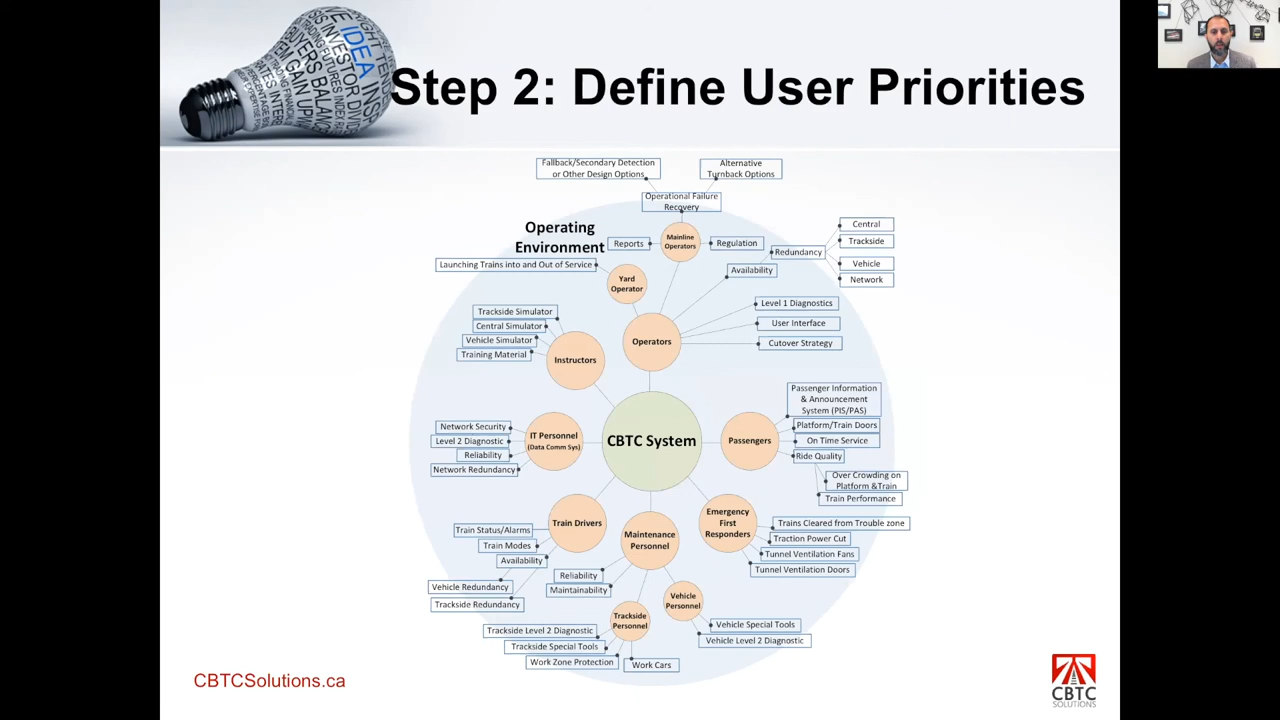 Step 2: Define User Priorities
IDEA
Fallback/Secondary Detection
or Other Design Options
Alternative
Turnback Options
Operational Failure
Recovery
Operating
Environment
Reports
Mainline
Operators
Regulation
Redundancy
Central
Trackside
Vehicle
Network
Availability
Launching Trains into and Out of Service
Yard
Operator
Level 1 Diagnostics
User Interface
Cutover Strategy
Operators
Trackside Simulator
Central Simulator
Vehicle Simulator
Training Material
Instructors
Passenger Information
& Announcement
System (PIS/PAS)
Platform/Train Doors
On Time Service
Ride Quality
Over Crowding on
Platform &Train
Train Performance
Passengers
CBTC System
IT Personnel
(Data Comm Sys)
Network Security
Level 2 Diagnostic
Reliability
Network Redundancy
Train Drivers
Train Status/Alarms
Train Modes
Availability
Vehicle Redundancy
Trackside Redundancy
Maintenance
Personnel
Reliability
Maintainability
Emergency
First
Responders
Trains Cleared from Trouble zone
Traction Power Cut
Tunnel Ventilation Fans
Tunnel Ventilation Doors
Vehicle
Personnel
Vehicle Special Tools
Vehicle Level 2 Diagnostic
Trackside
Personnel
Trackside Level 2 Diagnostic
Trackside Special Tools
Work Zone Protection
Work Cars
CBTCSolutions.ca
CBTC
SOLUTIONS